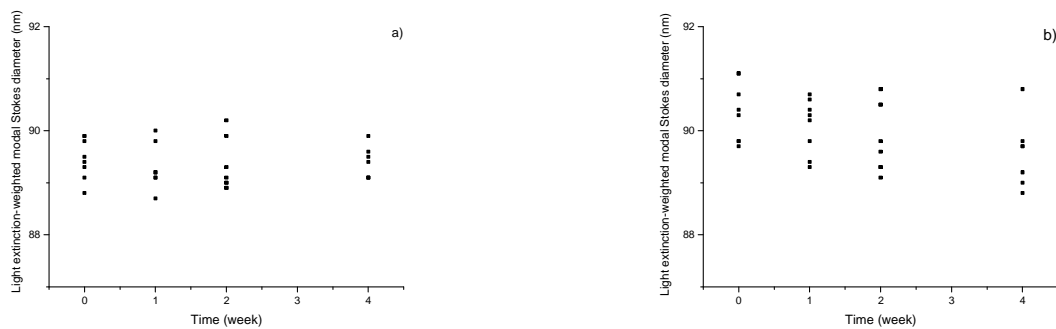 Light extinction-weighted modal Stokes diameter (nm)
92
90
88
0
1
2
3
4
Time (week)
a)
Light extinction-weighted modal Stokes diameter (nm)
92
90
88
0
1
2
3
4
Time (week)
b)